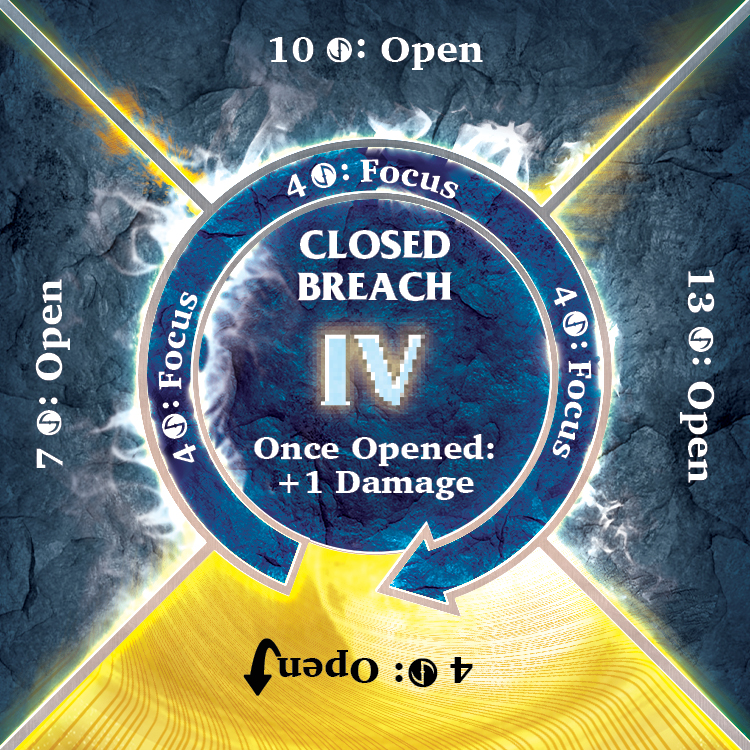 10 : Open
4 : Focus
CLOSED
BREACH
IV
Once Opened:
+1 Damage
4 : Focus
7 : Open
4 : Focus
13 : Open
4 : Open